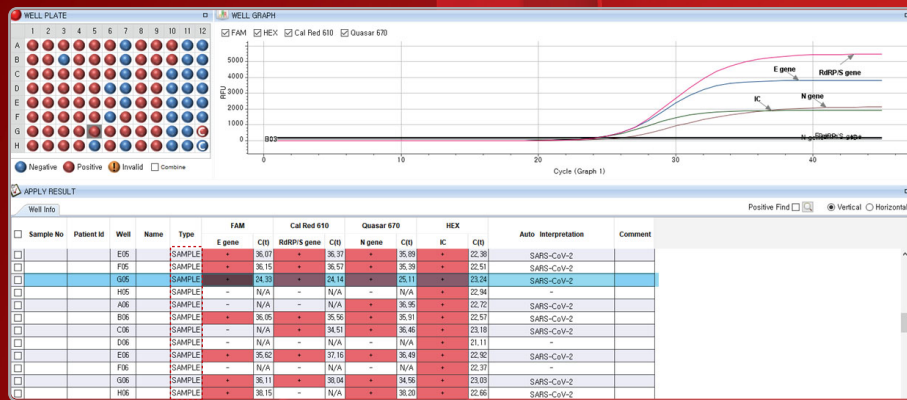 WELL PLATE
1 2 3 4 5 6 7 8 9 10 11 12
A
B
C
D
E
F
G C
H C
Negative Positive Invalid Combine
WELL GRAPH
FAM HEX Cal Red 610 Quasar 670
RFU
5000
4000
3000
2000
1000
0
E gene
RdRP/S gene
IC
N gene
B03
0 10 20 30 40
Cycle (Graph 1)
APPLY RESULT
Well Info
Positive Find Vertical Horizontal
Sample No Patient Id Well Name Type FAM Cal Red 610 Quasar 670 HEX Auto Interpretation Comment
E gene C(t) RdRP/S gene C(t) N gene C(t) IC C(t)
E05 SAMPLE + 36,07 + 36,37 + 35,89 + 22,38 SARS-CoV-2
F05 SAMPLE + 36,15 + 36,57 + 35,39 + 22,51 SARS-CoV-2
G05 SAMPLE + 24,33 + 24,14 + 25,11 + 23,24 SARS-CoV-2
H05 SAMPLE - N/A - N/A - N/A + 22,94 -
A06 SAMPLE - N/A - N/A + 36,95 + 22,72 SARS-CoV-2
B06 SAMPLE + 36,05 + 35,56 + 35,91 + 22,57 SARS-CoV-2
C06 SAMPLE - N/A + 34,51 + 36,46 + 23,18 SARS-CoV-2
D06 SAMPLE - N/A - N/A - N/A + 21,11 -
E06 SAMPLE + 35,62 + 37,16 + 36,49 + 22,92 SARS-CoV-2
F06 SAMPLE - N/A - N/A - N/A + 22,37 -
G06 SAMPLE + 36,11 + 38,04 + 34,56 + 23,03 SARS-CoV-2
H06 SAMPLE + 38,15 - N/A + 38,20 + 22,66 SARS-CoV-2